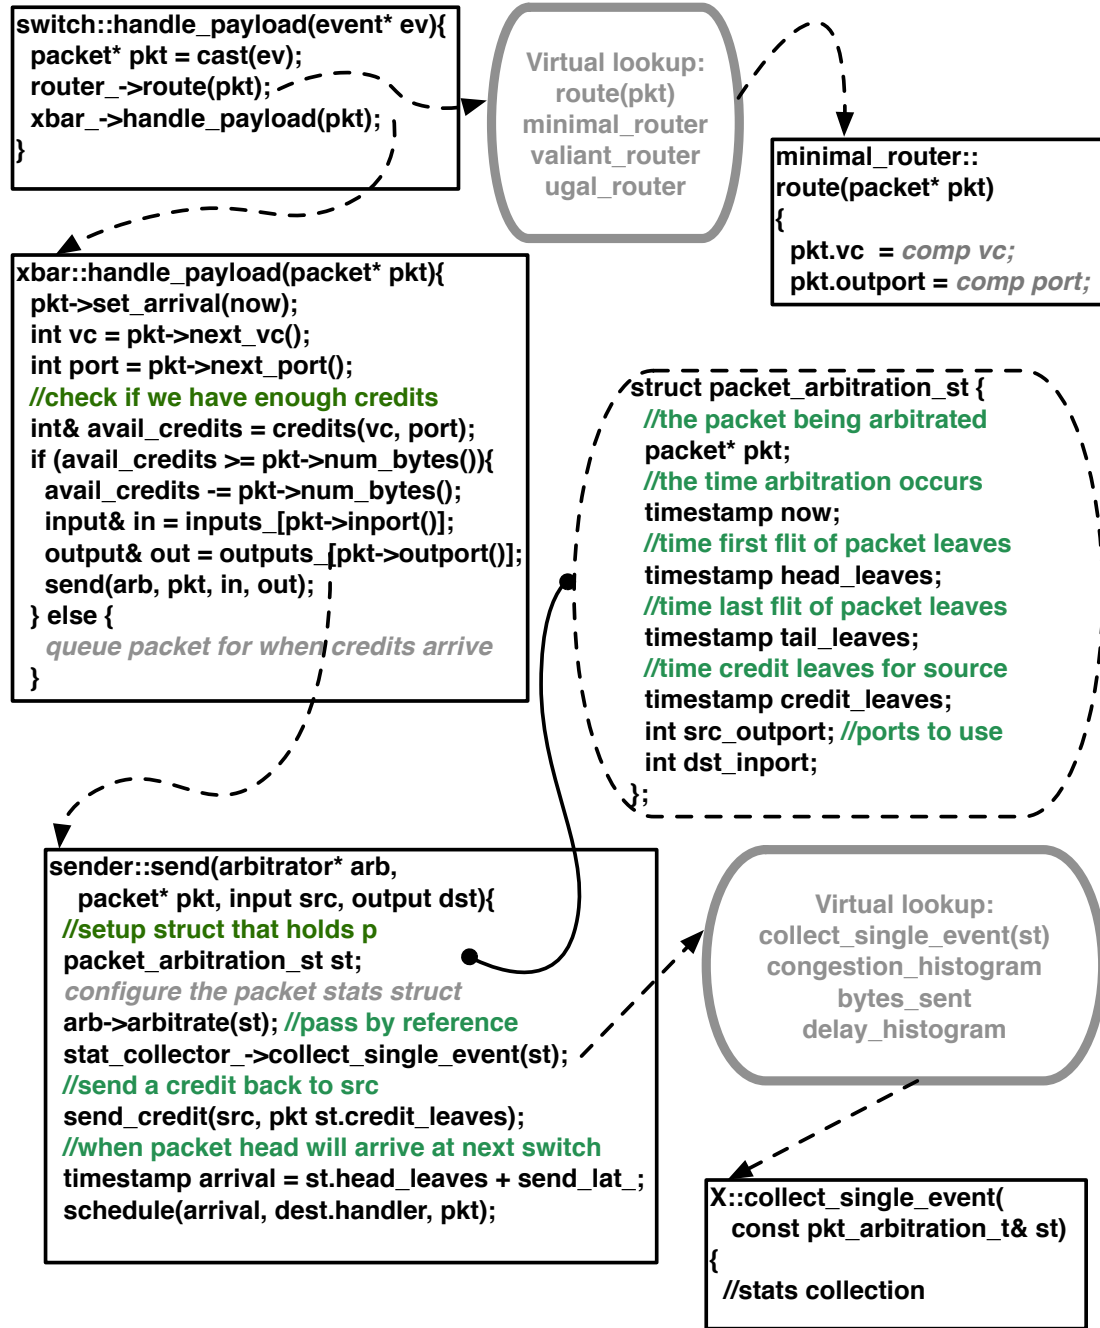 switch::handle_payload(event* ev){
packet* pkt = cast(ev);
router_->route(pkt);
xbar_->handle_payload(pkt);
}
Virtual lookup:
route(pkt)
minimal_router
valiant_router
ugal_router
minimal_router::
route(packet* pkt)
{
pkt.vc = comp vc;
pkt.outport = comp port;
xbar::handle_payload(packet* pkt){
pkt->set_arrival(now);
int vc = pkt->next_vc();
int port = pkt->next_port();
//check if we have enough credits
int& avail_credits = credits(vc, port);
if (avail_credits >= pkt->num_bytes()){
avail_credits -= pkt->num_bytes();
input& in = inputs_[pkt->inport()];
output& out = outputs_[pkt->outport()];
send(arb, pkt, in, out);
} else {
queue packet for when credits arrive
}
struct packet_arbitration_st {
//the packet being arbitrated
packet* pkt;
//the time arbitration occurs
timestamp now;
//time first flit of packet leaves
timestamp head_leaves;
//time last flit of packet leaves
timestamp tail_leaves;
//time credit leaves for source
timestamp credit_leaves;
int src_outport; //ports to use
int dst_inport;
};
sender::send(arbitrator* arb,
packet* pkt, input src, output dst){
//setup struct that holds p
packet_arbitration_st st;
configure the packet stats struct
arb->arbitrate(st); //pass by reference
stat_collector_->collect_single_event(st);
//send a credit back to src
send_credit(src, pkt st.credit_leaves);
//when packet head will arrive at next switch
timestamp arrival = st.head_leaves + send_lat_;
schedule(arrival, dest.handler, pkt);
Virtual lookup:
collect_single_event(st)
congestion_histogram
bytes_sent
delay_histogram
X::collect_single_event(
const pkt_arbitration_t& st)
{
//stats collection